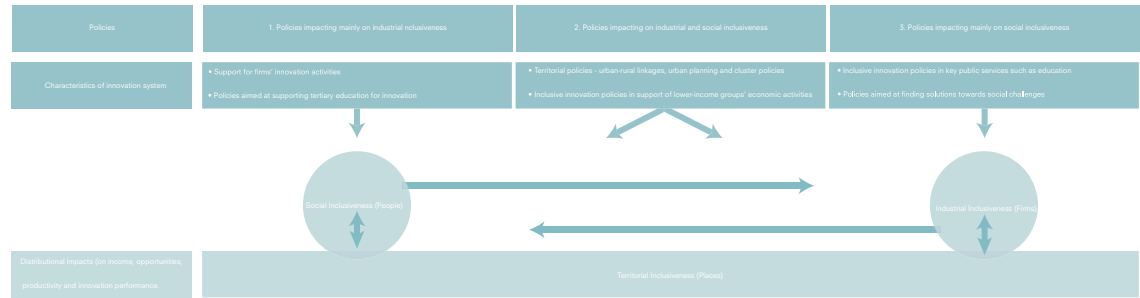 Policies
1. Policies impacting mainly on industrial nclusiveness
2. Policies impacting on industrial and social inclusiveness
3. Policies impacting mainly on social inclusiveness
Characteristics of innovation system
• Support for firms' innovation activities
• Policies aimed at supporting tertiary education for innovation
• Territorial policies - urban-rural linkages, urban planning and cluster policies
• Inclusive innovation policies in support of lower-income groups' economic activities
• Inclusive innovation policies in key public services such as education
• Policies aimed at finding solutions towards social challenges
Social Inclusiveness (People)
Industrial Inclusiveness (Firms)
Distributional impacts (on income, opportunities,
productivity and innovation performance.
Territorial Inclusiveness (Places)